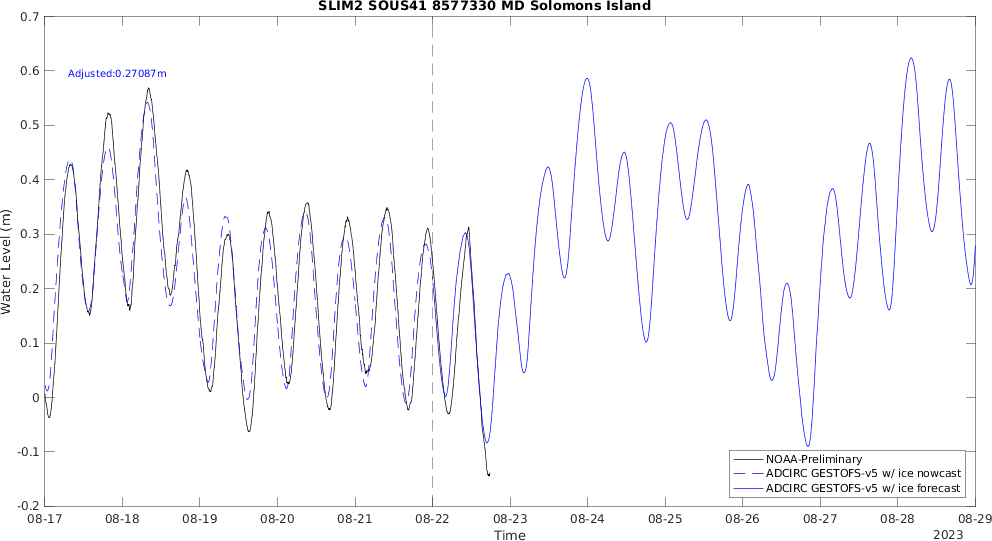 SLIM2 SOUS41 8577330 MD Solomons Island
Adjusted:0.27087m
Water Level (m)
0.7
0.6
0.5
0.4
0.3
0.2
0.1
0
-0.1
-0.2
NOAA-Preliminary
ADCIRC GESTOFS-v5 w/ ice nowcast
ADCIRC GESTOFS-v5 w/ ice forecast
08-17 08-18 08-19 08-20 08-21 08-22 08-23 08-24 08-25 08-26 08-27 08-28 08-29
Time
2023